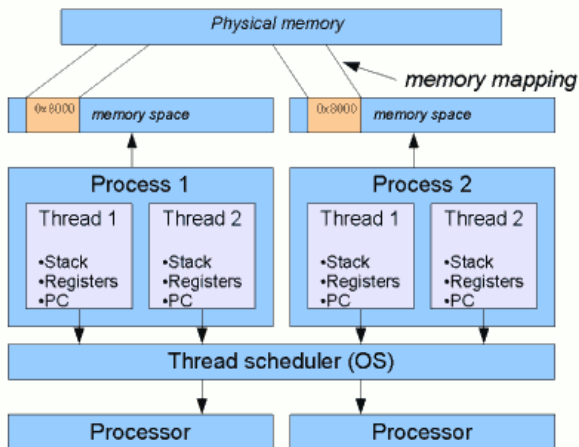 Physical memory
memory mapping
0x8000
memory space
0x8000
memory space
Process 1
Process 2
Thread 1
Thread 2
Thread 1
Thread 2
•Stack
•Registers
•PC
•Stack
•Registers
•PC
•Stack
•Registers
•PC
•Stack
•Registers
•PC
Thread scheduler (OS)
Processor
Processor